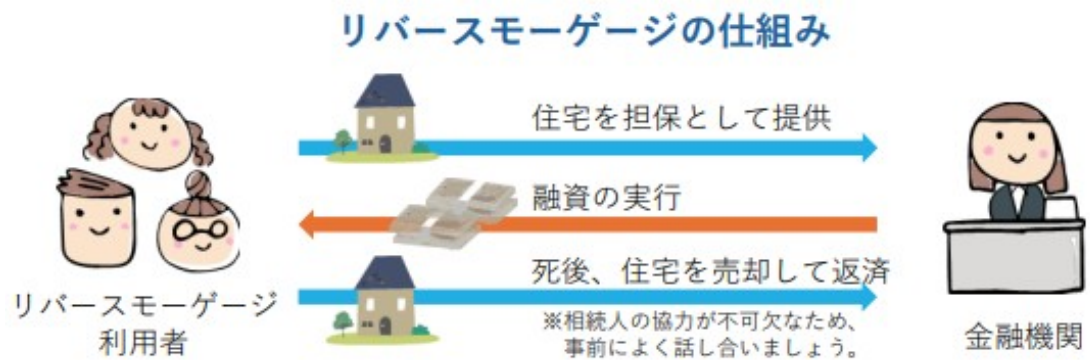 リバースモーゲージの仕組み
住宅を担保として提供
融資の実行
死後、住宅を売却して返済
※相続人の協力が不可欠なため、
事前によく話し合いましょう。
リバースモーゲージ
利用者
金融機関